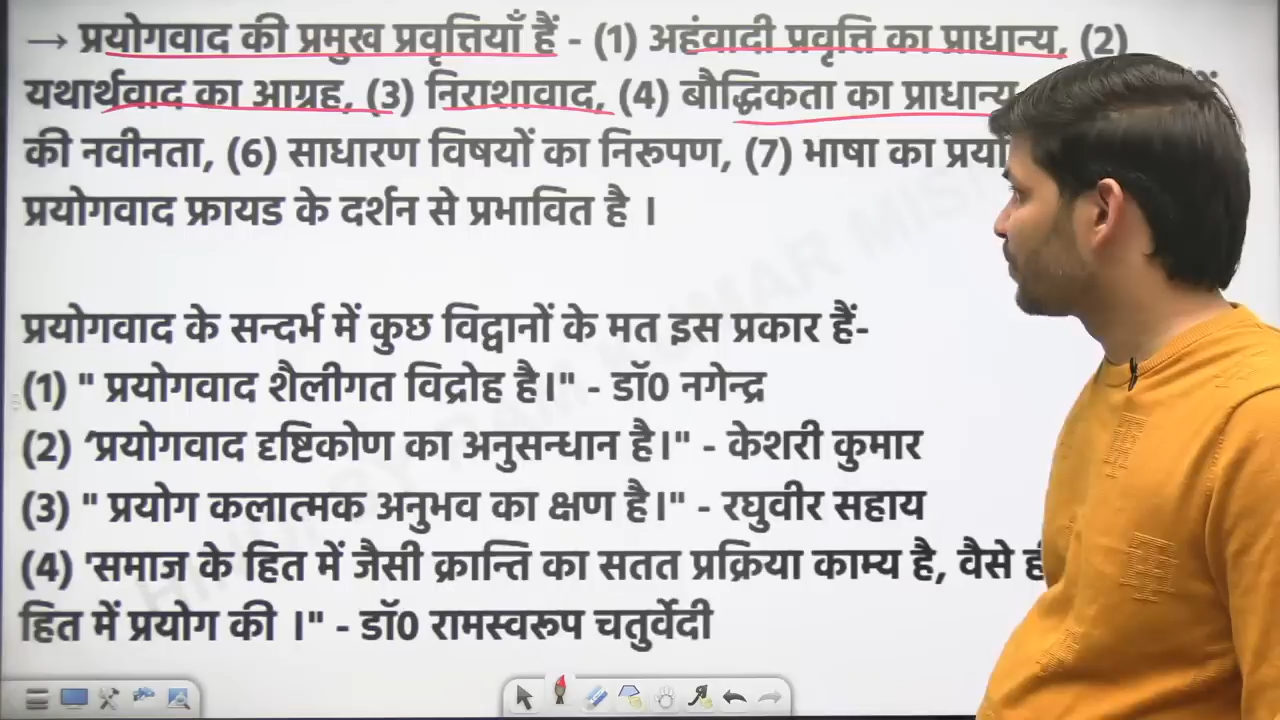 → प्रयोगवाद की प्रमुख प्रवृत्तियाँ हैं - (1) अहंवादी प्रवृत्ति का प्राधान्य, (2)
यथार्थवाद का आग्रह, (3) निराशावाद, (4) बौद्धिकता का प्राधान्य
की नवीनता, (6) साधारण विषयों का निरूपण, (7) भाषा का
प्रयोगवाद फ्रायड के दर्शन से प्रभावित है ।
प्रयोगवाद के सन्दर्भ में कुछ विद्वानों के मत इस प्रकार हैं-
(1) " प्रयोगवाद शैलीगत विद्रोह है।" - डॉ0 नगेन्द्र
(2) ‘प्रयोगवाद दृष्टिकोण का अनुसन्धान है।" - केशरी कुमार
(3) " प्रयोग कलात्मक अनुभव का क्षण है।" - रघुवीर सहाय
(4) 'समाज के हित में जैसी क्रान्ति का सतत प्रक्रिया काम्य है, वैसे
हित में प्रयोग की ।" - डॉ0 रामस्वरूप चतुर्वेदी